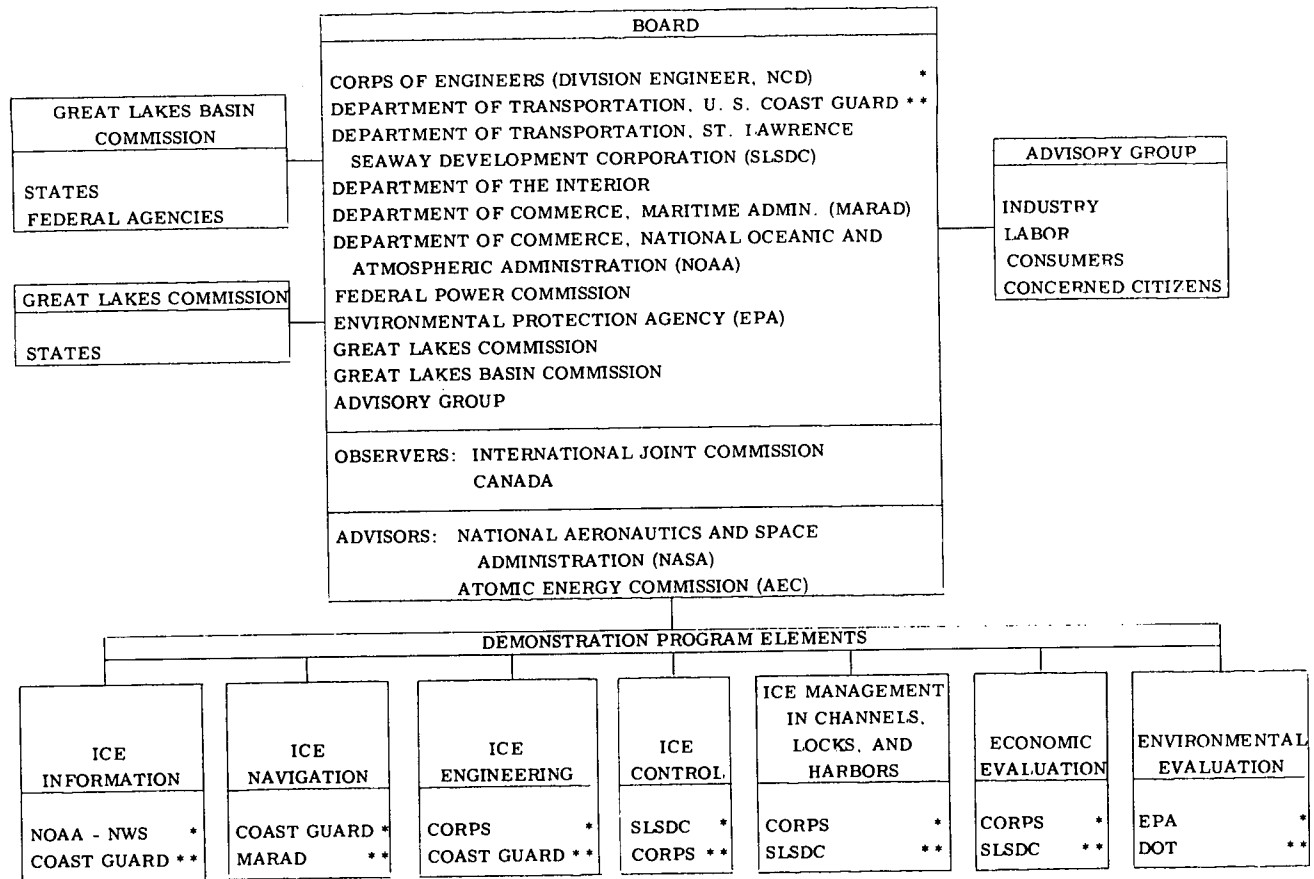 BOARD
CORPS OF ENGINEERS (DIVISION ENGINEER, NCD) *
DEPARTMENT OF TRANSPORTATION, U. S. COAST GUARD * *
DEPARTMENT OF TRANSPORTATION, ST. LAWRENCE
SEAWAY DEVELOPMENT CORPORATION (SLSDC)
DEPARTMENT OF THE INTERIOR
DEPARTMENT OF COMMERCE, MARITIME ADMIN. (MARAD)
DEPARTMENT OF COMMERCE, NATIONAL OCEANIC AND
ATMOSPHERIC ADMINISTRATION (NOAA)
FEDERAL POWER COMMISSION
ENVIRONMENTAL PROTECTION AGENCY (EPA)
GREAT LAKES COMMISSION
GREAT LAKES BASIN COMMISSION
ADVISORY GROUP
OBSERVERS: INTERNATIONAL JOINT COMMISSION
CANADA
ADVISORS: NATIONAL AERONAUTICS AND SPACE
ADMINISTRATION (NASA)
ATOMIC ENERGY COMMISSION (AEC)
GREAT LAKES BASIN
COMMISSION
STATES
FEDERAL AGENCIES
GREAT LAKES COMMISSION
STATES
ADVISORY GROUP
INDUSTRY
LABOR
CONSUMERS
CONCERNED CITIZENS
DEMONSTRATION PROGRAM ELEMENTS
ICE
INFORMATION
NOAA - NWS *
COAST GUARD * *
ICE
NAVIGATION
COAST GUARD *
MARAD * *
ICE
ENGINEERING
CORPS *
COAST GUARD * *
ICE
CONTROL
SLSDC *
CORPS * *
ICE MANAGEMENT
IN CHANNELS,
LOCKS, AND
HARBORS
CORPS *
SLSDC * *
ECONOMIC
EVALUATION
CORPS *
SLSDC * *
ENVIRONMENTAL
EVALUATION
EPA *
DOT * *